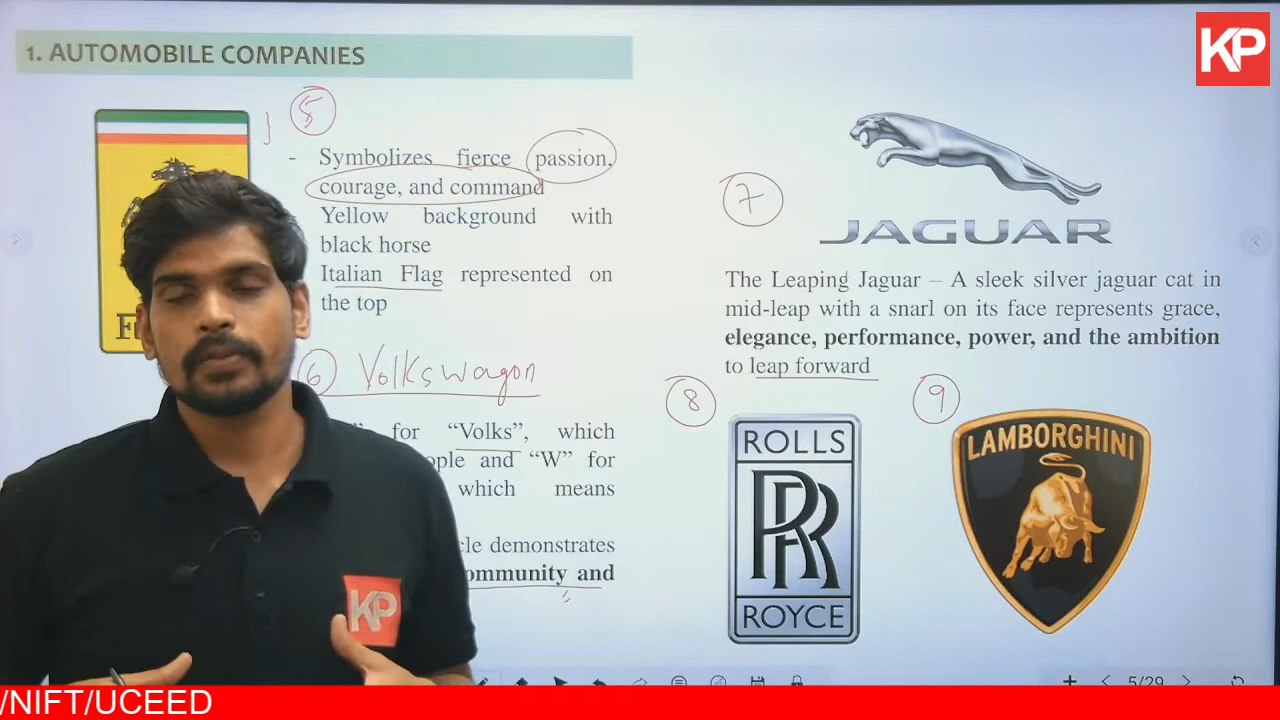 1. AUTOMOBILE COMPANIES
KP
5
- Symbolizes fierce passion,
courage, and command
Yellow background with
black horse
Italian Flag represented on
the top
6 Volkswagon
for “Volks”, which
and “W” for
which means
demonstrates
and
7
JAGUAR
The Leaping Jaguar – A sleek silver jaguar cat in
mid-leap with a snarl on its face represents grace,
elegance, performance, power, and the ambition
to leap forward
8
ROLLS
RR
ROYCE
9
LAMBORGHINI
KP
5/29
/NIFT/UCEED